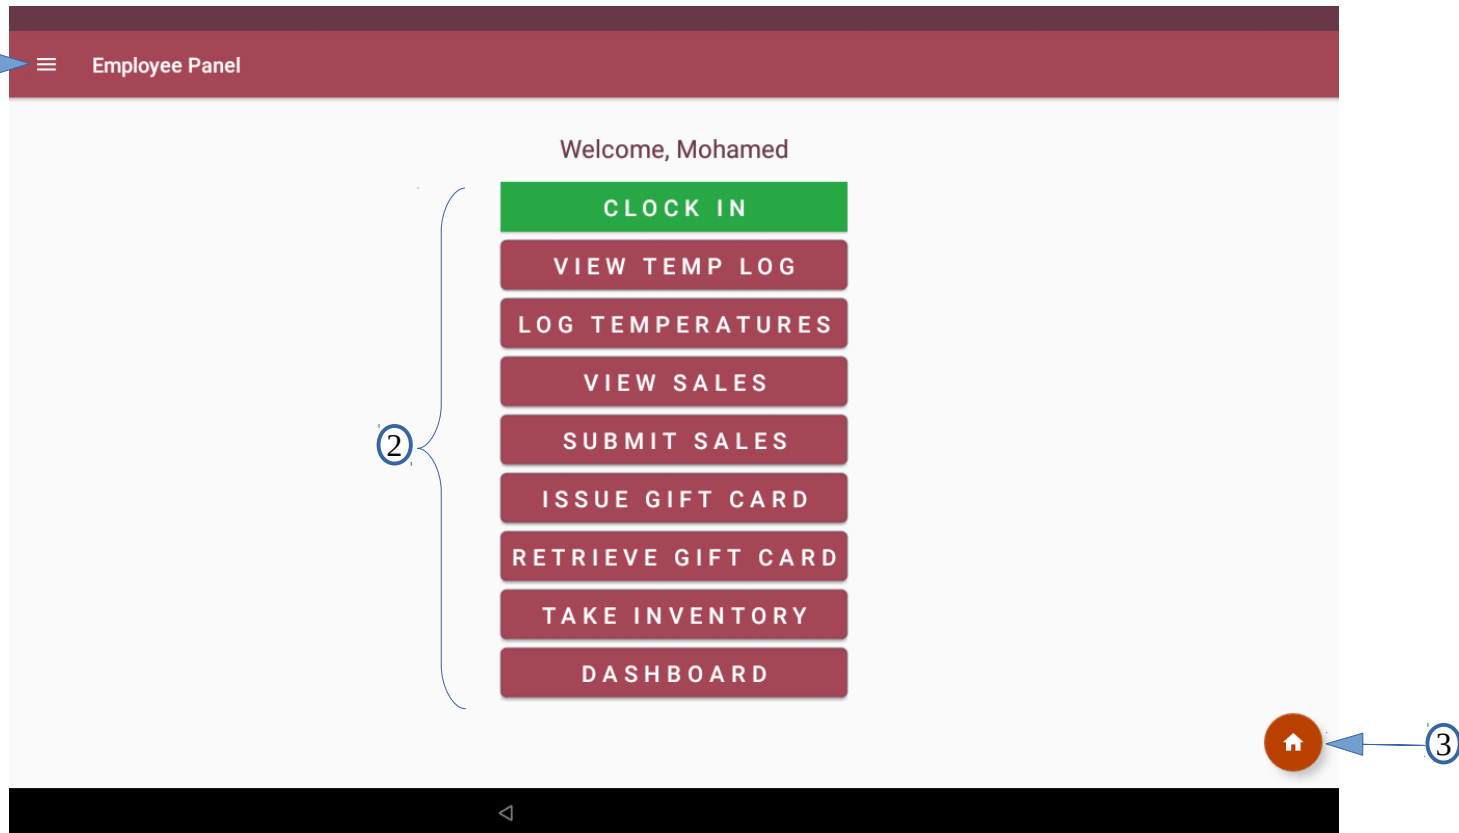 Employee Panel
Welcome, Mohamed
CLOCK IN
VIEW TEMP LOG
LOG TEMPERATURES
VIEW SALES
2
SUBMIT SALES
ISSUE GIFT CARD
RETRIEVE GIFT CARD
TAKE INVENTORY
DASHBOARD
3